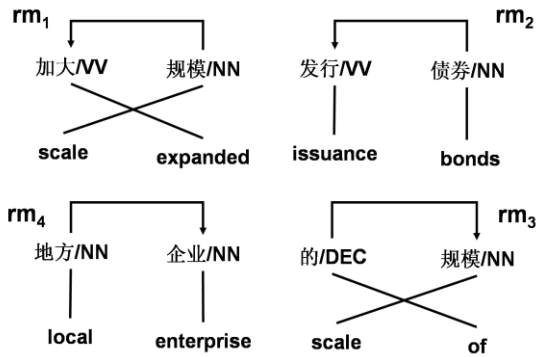 rm1 rm2
加大/VV 规模/NN 发行/VV 债券/NN
scale expanded issuance bonds
rm4 rm3
地方/NN 企业/NN 的/DEC 规模/NN
local enterprise scale of